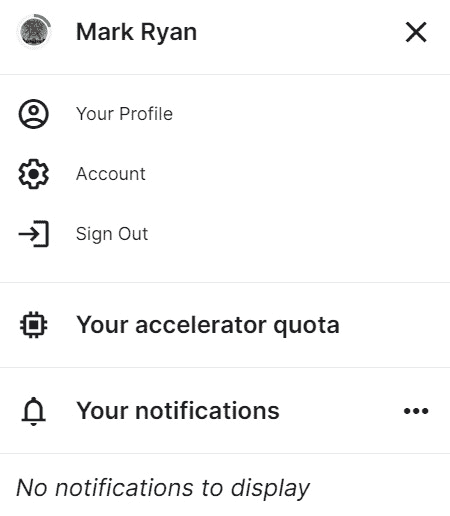 Mark Ryan
Your Profile
Account
Sign Out
Your accelerator quota
Your notifications
No notifications to display